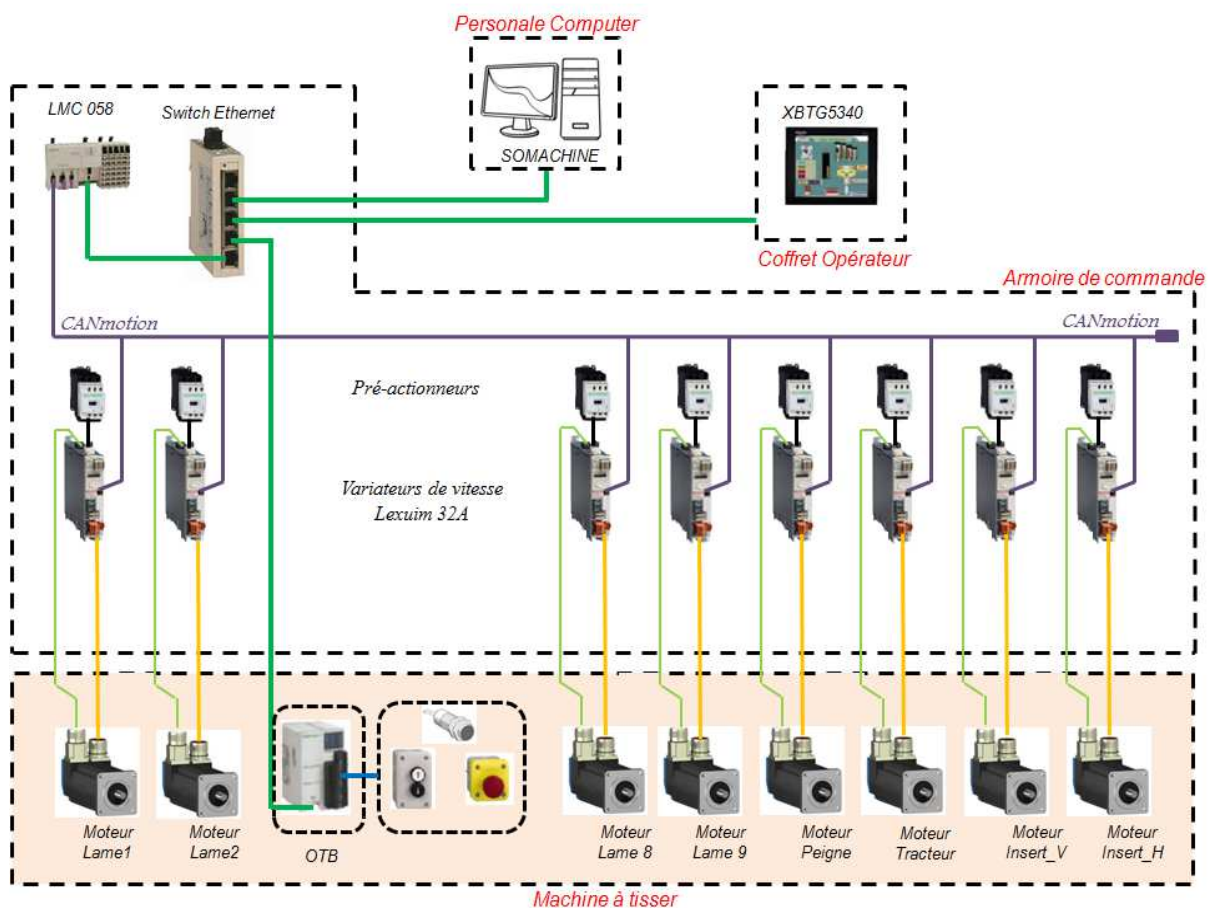 Personale Computer
LMC 058
Switch Ethernet
SOMACHINE
XBTG5340
Coffret Opérateur
Armoire de commande
CANmotion
CANmotion
Pré-actionneurs
Variateurs de vitesse
Lexuim 32A
Moteur
Lame1
Moteur
Lame2
OTB
Moteur
Lame 8
Moteur
Lame 9
Moteur
Peigne
Moteur
Tracteur
Moteur
Insert_V
Moteur
Insert_H
Machine à tisser